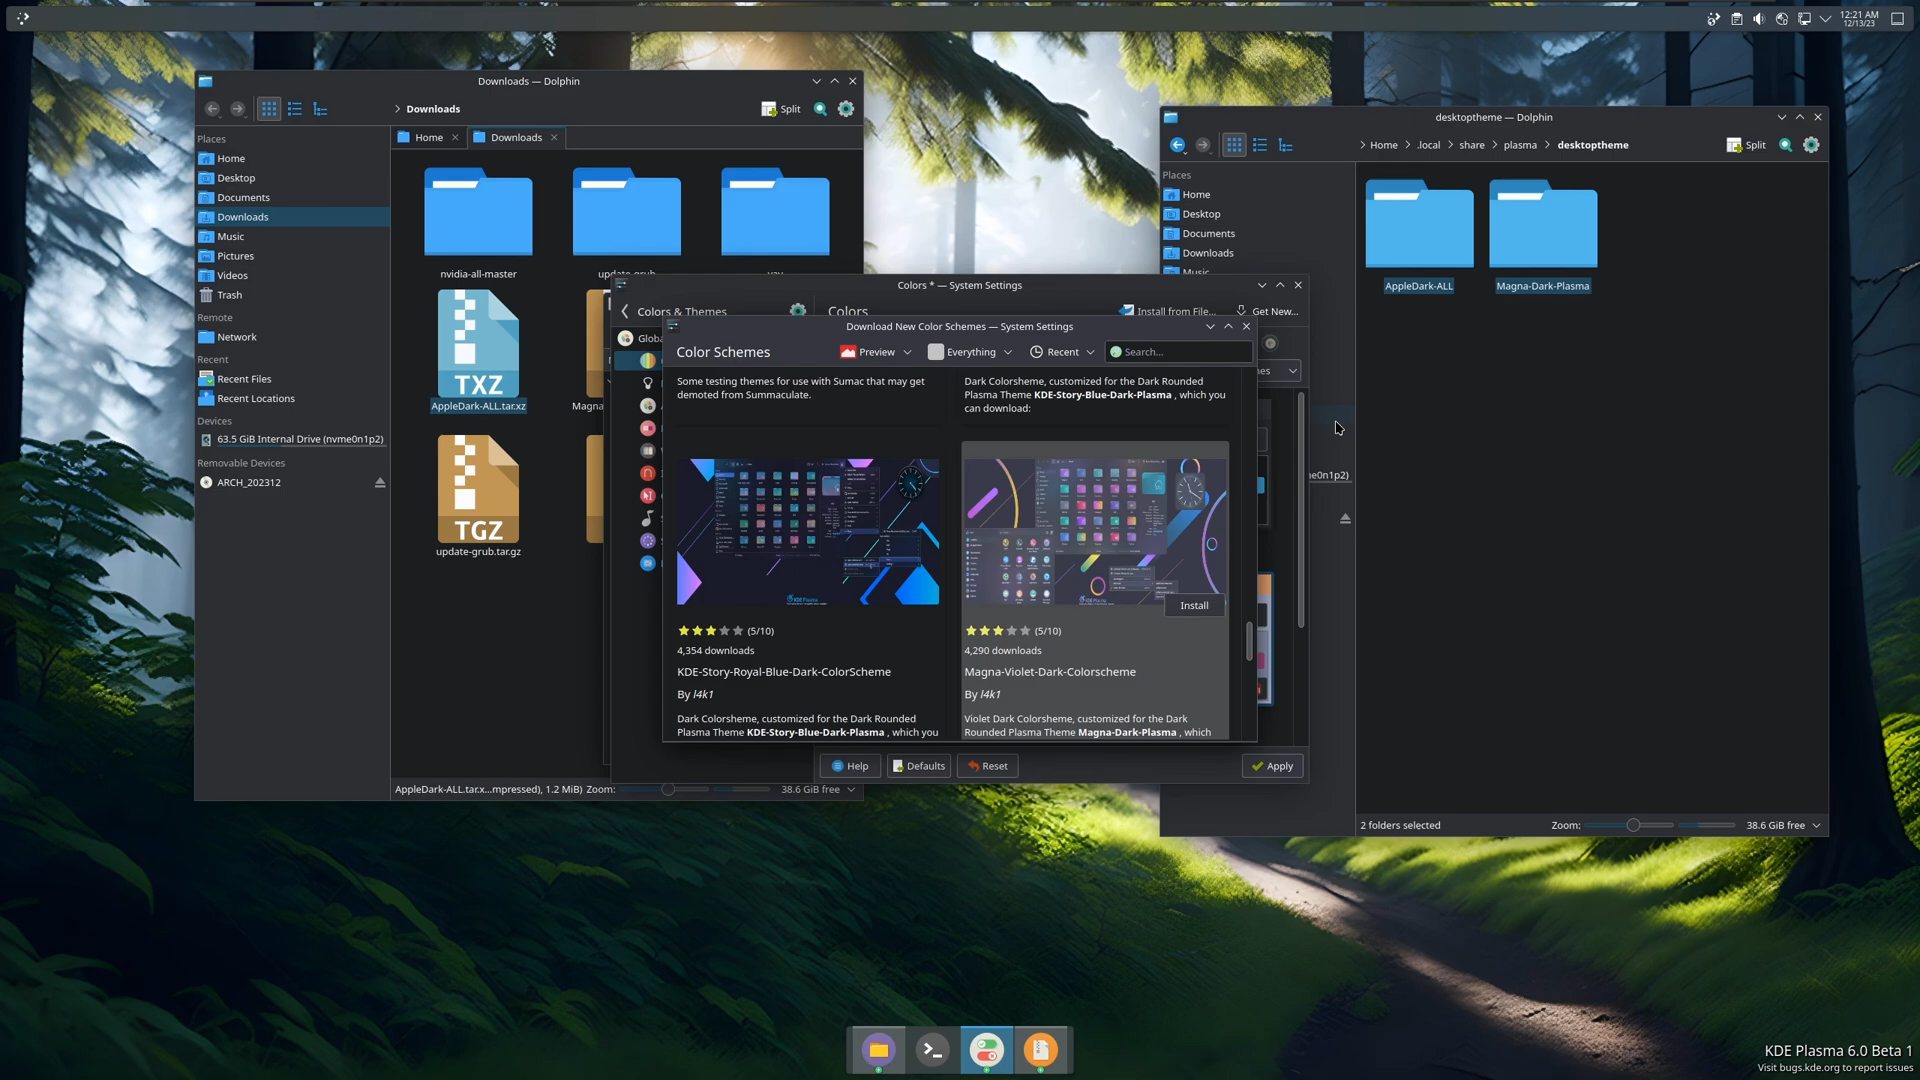 12:21 AM
12/13/23
Downloads — Dolphin
Downloads
Split
Places
Home
Desktop
Documents
Downloads
Music
Pictures
Videos
Trash
Remote
Network
Recent
Recent Files
Recent Locations
Devices
63.5 GiB Internal Drive (nvme0n1p2)
Removable Devices
ARCH_202312
Home
Downloads
nvidia-all-master
update-grub
yay
TXZ
AppleDark-ALL.tar.xz
Magna
TGZ
update-grub.tar.gz
AppleDark-ALL.tar.x...mpressed), 1.2 MiB)
Zoom:
38.6 GiB free
desktoptheme — Dolphin
Home
.local
share
plasma
desktoptheme
Split
Places
Home
Desktop
Documents
Downloads
Music
AppleDark-ALL
Magna-Dark-Plasma
ne0n1p2)
2 folders selected
Zoom:
38.6 GiB free
Colors * — System Settings
Colors & Themes
Colors
Install from File...
Get New...
Globa
es
Help
Defaults
Reset
Apply
Download New Color Schemes — System Settings
Color Schemes
Preview
Everything
Recent
Search...
Some testing themes for use with Sumac that may get
demoted from Summaculate.
Dark Colorsheme, customized for the Dark Rounded
Plasma Theme KDE-Story-Blue-Dark-Plasma , which you
can download:
Install
(5/10)
4,354 downloads
KDE-Story-Royal-Blue-Dark-ColorScheme
By l4k1
Dark Colorsheme, customized for the Dark Rounded
Plasma Theme KDE-Story-Blue-Dark-Plasma , which you
(5/10)
4,290 downloads
Magna-Violet-Dark-Colorscheme
By l4k1
Violet Dark Colorsheme, customized for the Dark
Rounded Plasma Theme Magna-Dark-Plasma , which
KDE Plasma 6.0 Beta 1
Visit bugs.kde.org to report issues